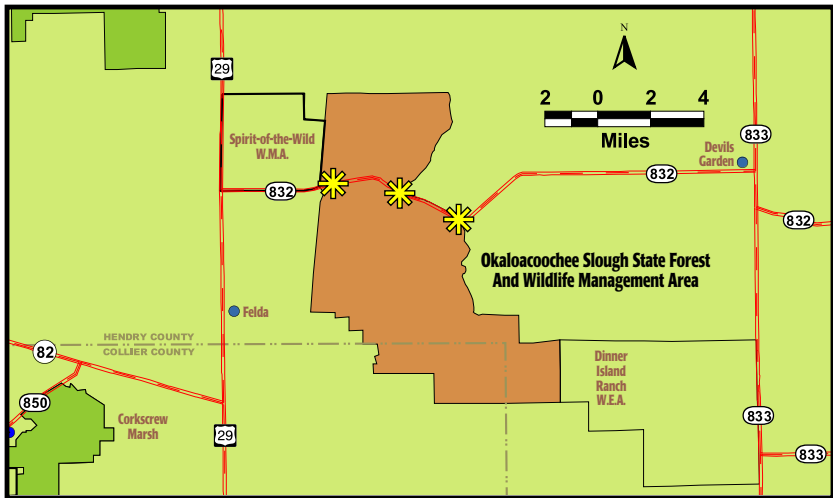 N
29
2 0 2 4
Miles
833
Spirit-of-the-Wild
W.M.A.
Devils
Garden
832
832
832
Okaloacoochee Slough State Forest
And Wildlife Management Area
Felda
HENDRY COUNTY
COLLIER COUNTY
82
Dinner
Island
Ranch
W.E.A.
850
Corkscrew
Marsh
833
29
833